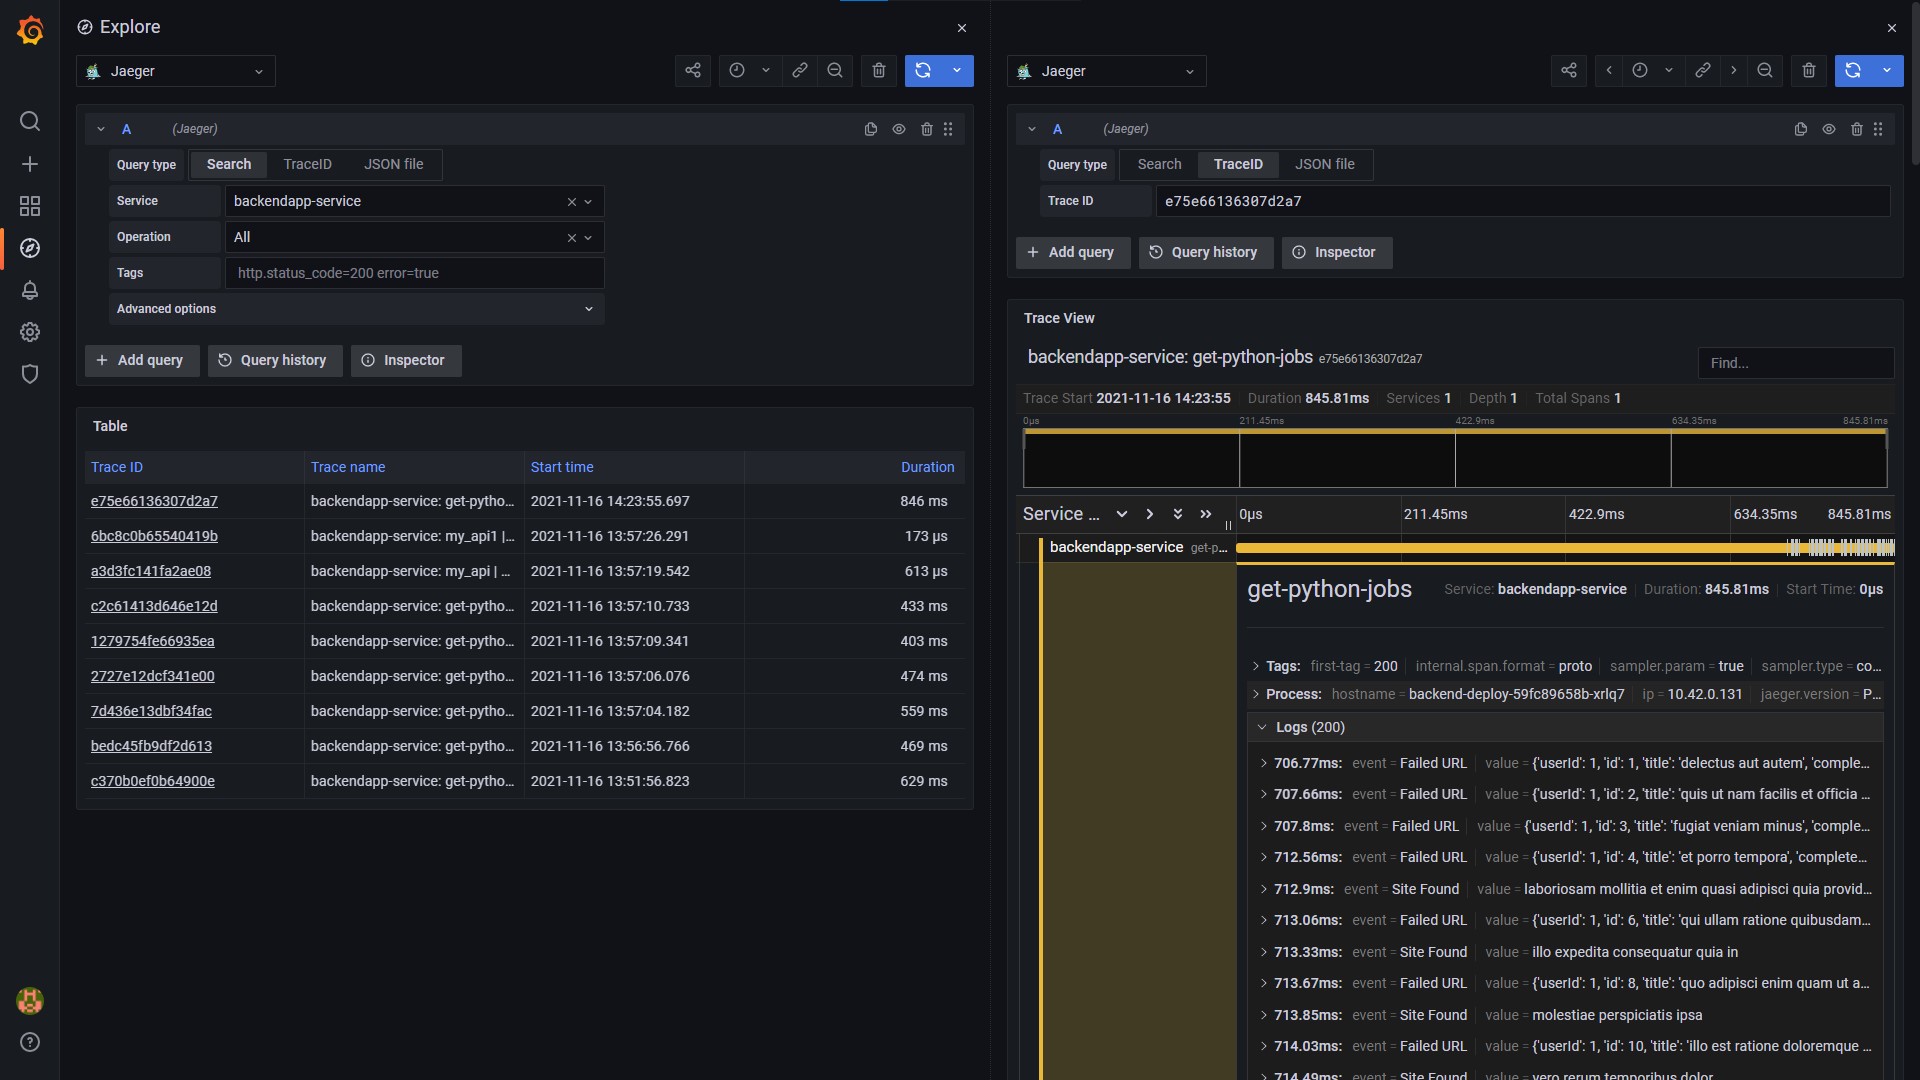 Explore
Jaeger
A (Jaeger)
Query type Search TraceID JSON file
Service backendapp-service
Operation All
Tags http.status_code=200 error=true
Advanced options
Add query Query history Inspector
Table
Trace ID Trace name Start time Duration
e75e66136307d2a7 backendapp-service: get-pytho... 2021-11-16 14:23:55.697 846 ms
6bc8c0b65540419b backendapp-service: my_api1 |... 2021-11-16 13:57:26.291 173 µs
a3d3fc141fa2ae08 backendapp-service: my_api | ... 2021-11-16 13:57:19.542 613 µs
c2c61413d646e12d backendapp-service: get-pytho... 2021-11-16 13:57:10.733 433 ms
1279754fe66935ea backendapp-service: get-pytho... 2021-11-16 13:57:09.341 403 ms
2727e12dcf341e00 backendapp-service: get-pytho... 2021-11-16 13:57:06.076 474 ms
7d436e13dbf34fac backendapp-service: get-pytho... 2021-11-16 13:57:04.182 559 ms
bedc45fb9df2d613 backendapp-service: get-pytho... 2021-11-16 13:56:56.766 469 ms
c370b0ef0b64900e backendapp-service: get-pytho... 2021-11-16 13:51:56.823 629 ms
Jaeger
A (Jaeger)
Query type Search TraceID JSON file
Trace ID e75e66136307d2a7
Add query Query history Inspector
Trace View
backendapp-service: get-python-jobs e75e66136307d2a7 Find...
Trace Start 2021-11-16 14:23:55 Duration 845.81ms Services 1 Depth 1 Total Spans 1
0µs 211.45ms 422.9ms 634.35ms 845.81ms
Service ... 0µs 211.45ms 422.9ms 634.35ms 845.81ms
backendapp-service get-p...
get-python-jobs Service: backendapp-service Duration: 845.81ms Start Time: 0µs
Tags: first-tag = 200 internal.span.format = proto sampler.param = true sampler.type = co...
Process: hostname = backend-deploy-59fc89658b-xrlq7 ip = 10.42.0.131 jaeger.version = P...
Logs (200)
706.77ms: event = Failed URL value = {'userId': 1, 'id': 1, 'title': 'delectus aut autem', 'comple...
707.66ms: event = Failed URL value = {'userId': 1, 'id': 2, 'title': 'quis ut nam facilis et officia ...
707.8ms: event = Failed URL value = {'userId': 1, 'id': 3, 'title': 'fugiat veniam minus', 'comple...
712.56ms: event = Failed URL value = {'userId': 1, 'id': 4, 'title': 'et porro tempora', 'complete...
712.9ms: event = Site Found value = laboriosam mollitia et enim quasi adipisci quia provid...
713.06ms: event = Failed URL value = {'userId': 1, 'id': 6, 'title': 'qui ullam ratione quibusdam...
713.33ms: event = Site Found value = illo expedita consequatur quia in
713.67ms: event = Failed URL value = {'userId': 1, 'id': 8, 'title': 'quo adipisci enim quam ut a...
713.85ms: event = Site Found value = molestiae perspiciatis ipsa
714.03ms: event = Failed URL value = {'userId': 1, 'id': 10, 'title': 'illo est ratione doloremque ...
714.49ms: event = Site Found value = vero rerum temporibus dolor